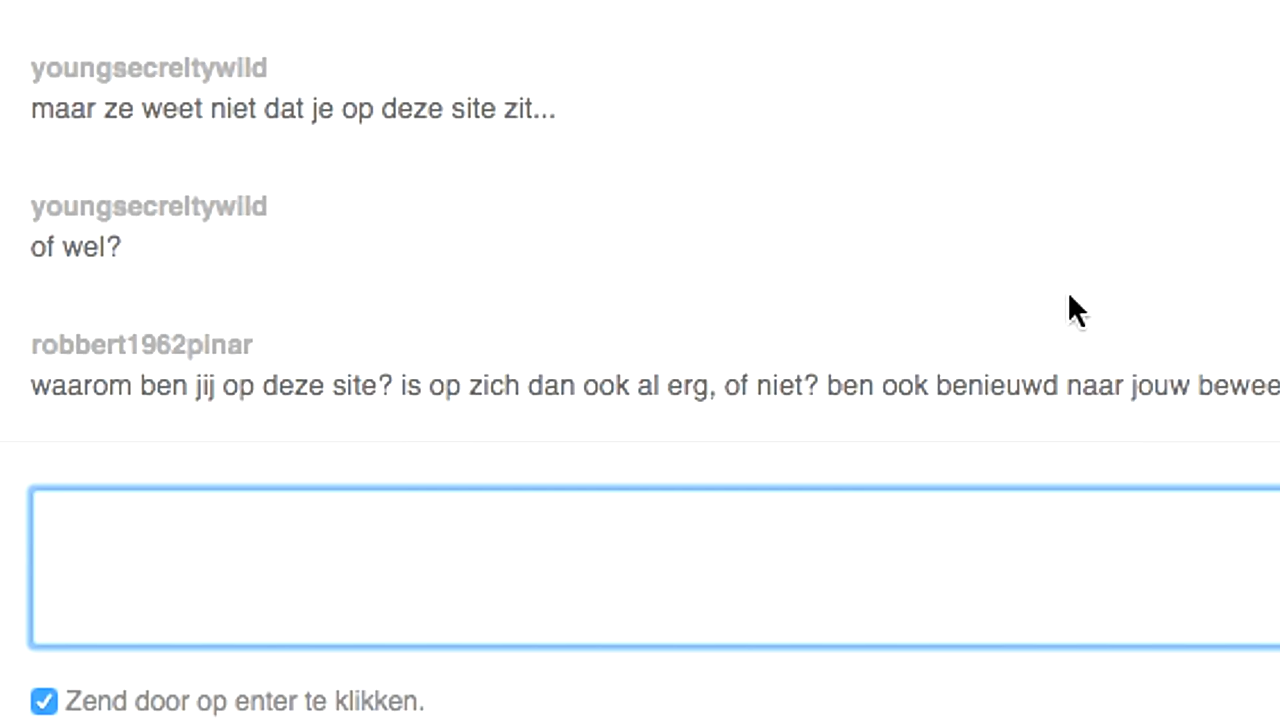 youngsecreltywild
maar ze weet niet dat je op deze site zit...
youngsecreltywild
of wel?
robbert1962pinar
waarom ben jij op deze site? is op zich dan ook al erg, of niet? ben ook benieuwd naar jouw bewee
Zend door op enter te klikken.